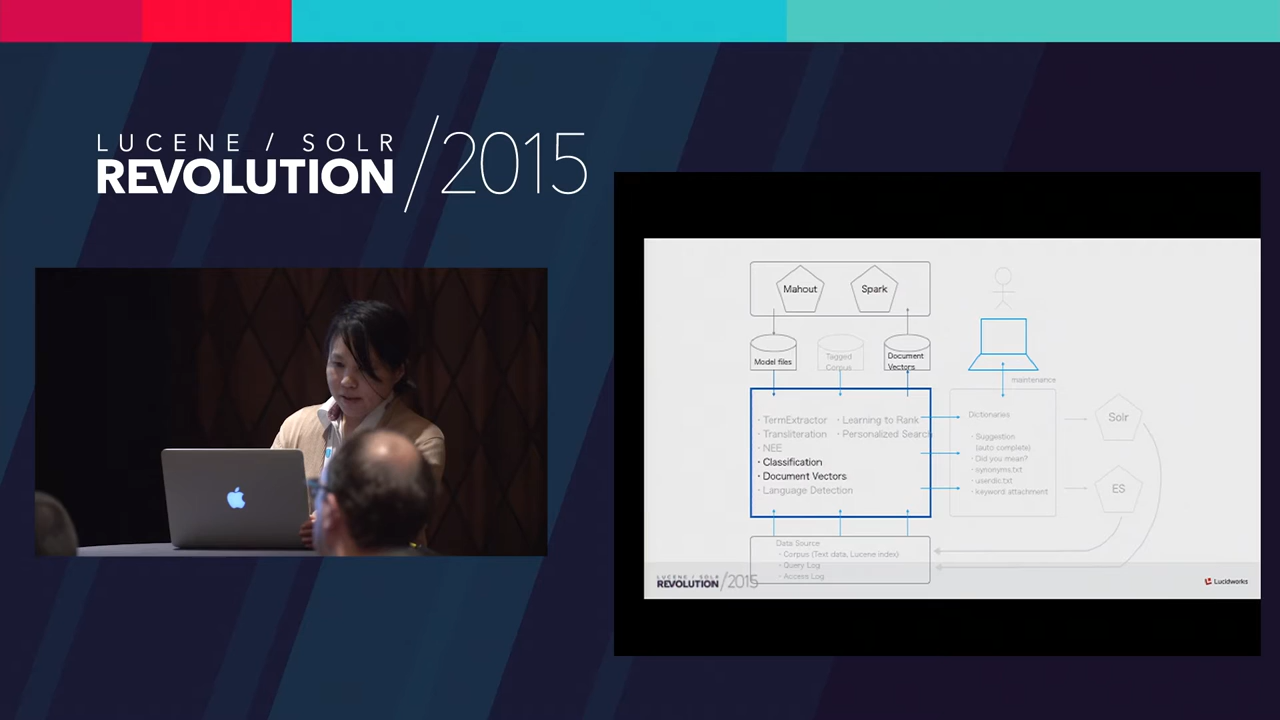 LUCENE / SOLR
REVOLUTION /2015
Mahout
Spark
Model files
Tagged
Corpus
Document
Vectors
maintenance
· TermExtractor
· Transliteration
· NEE
· Classification
· Document Vectors
· Language Detection
· Learning to Rank
· Personalized Search
Dictionaries
· Suggestion
(auto complete)
· Did you mean?
· synonyms.txt
· userdic.txt
· keyword attachment
Solr
ES
Data Source
· Corpus (Text data, Lucene index)
· Query Log
· Access Log
LUCENE / SOLR
REVOLUTION /2015
Lucidworks